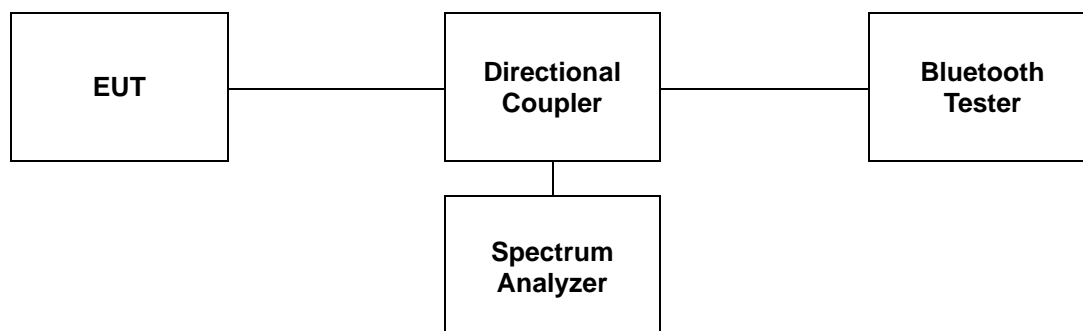 EUT
Directional
Coupler
Bluetooth
Tester
Spectrum
Analyzer